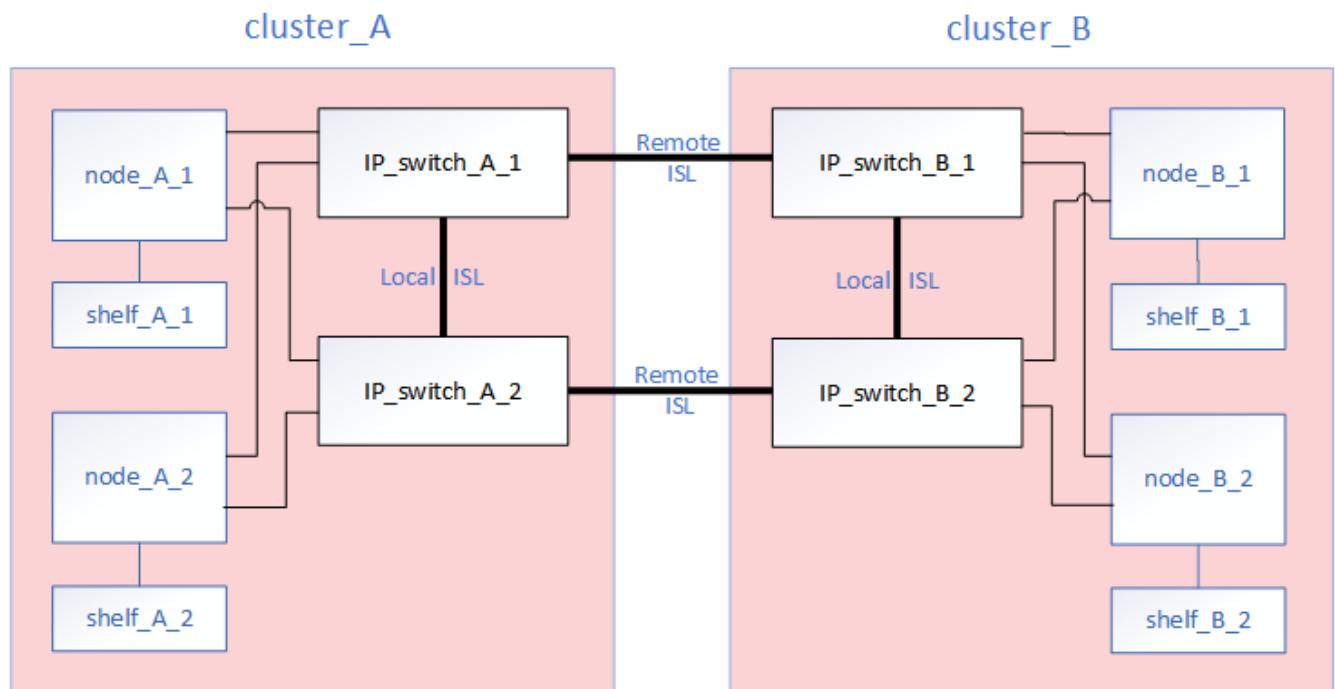 cluster_A
cluster_B
node_A_1
IP_switch_A_1
Remote
ISL
IP_switch_B_1
node_B_1
Local ISL
Local ISL
shelf_A_1
shelf_B_1
IP_switch_A_2
Remote
ISL
IP_switch_B_2
node_A_2
node_B_2
shelf_A_2
shelf_B_2